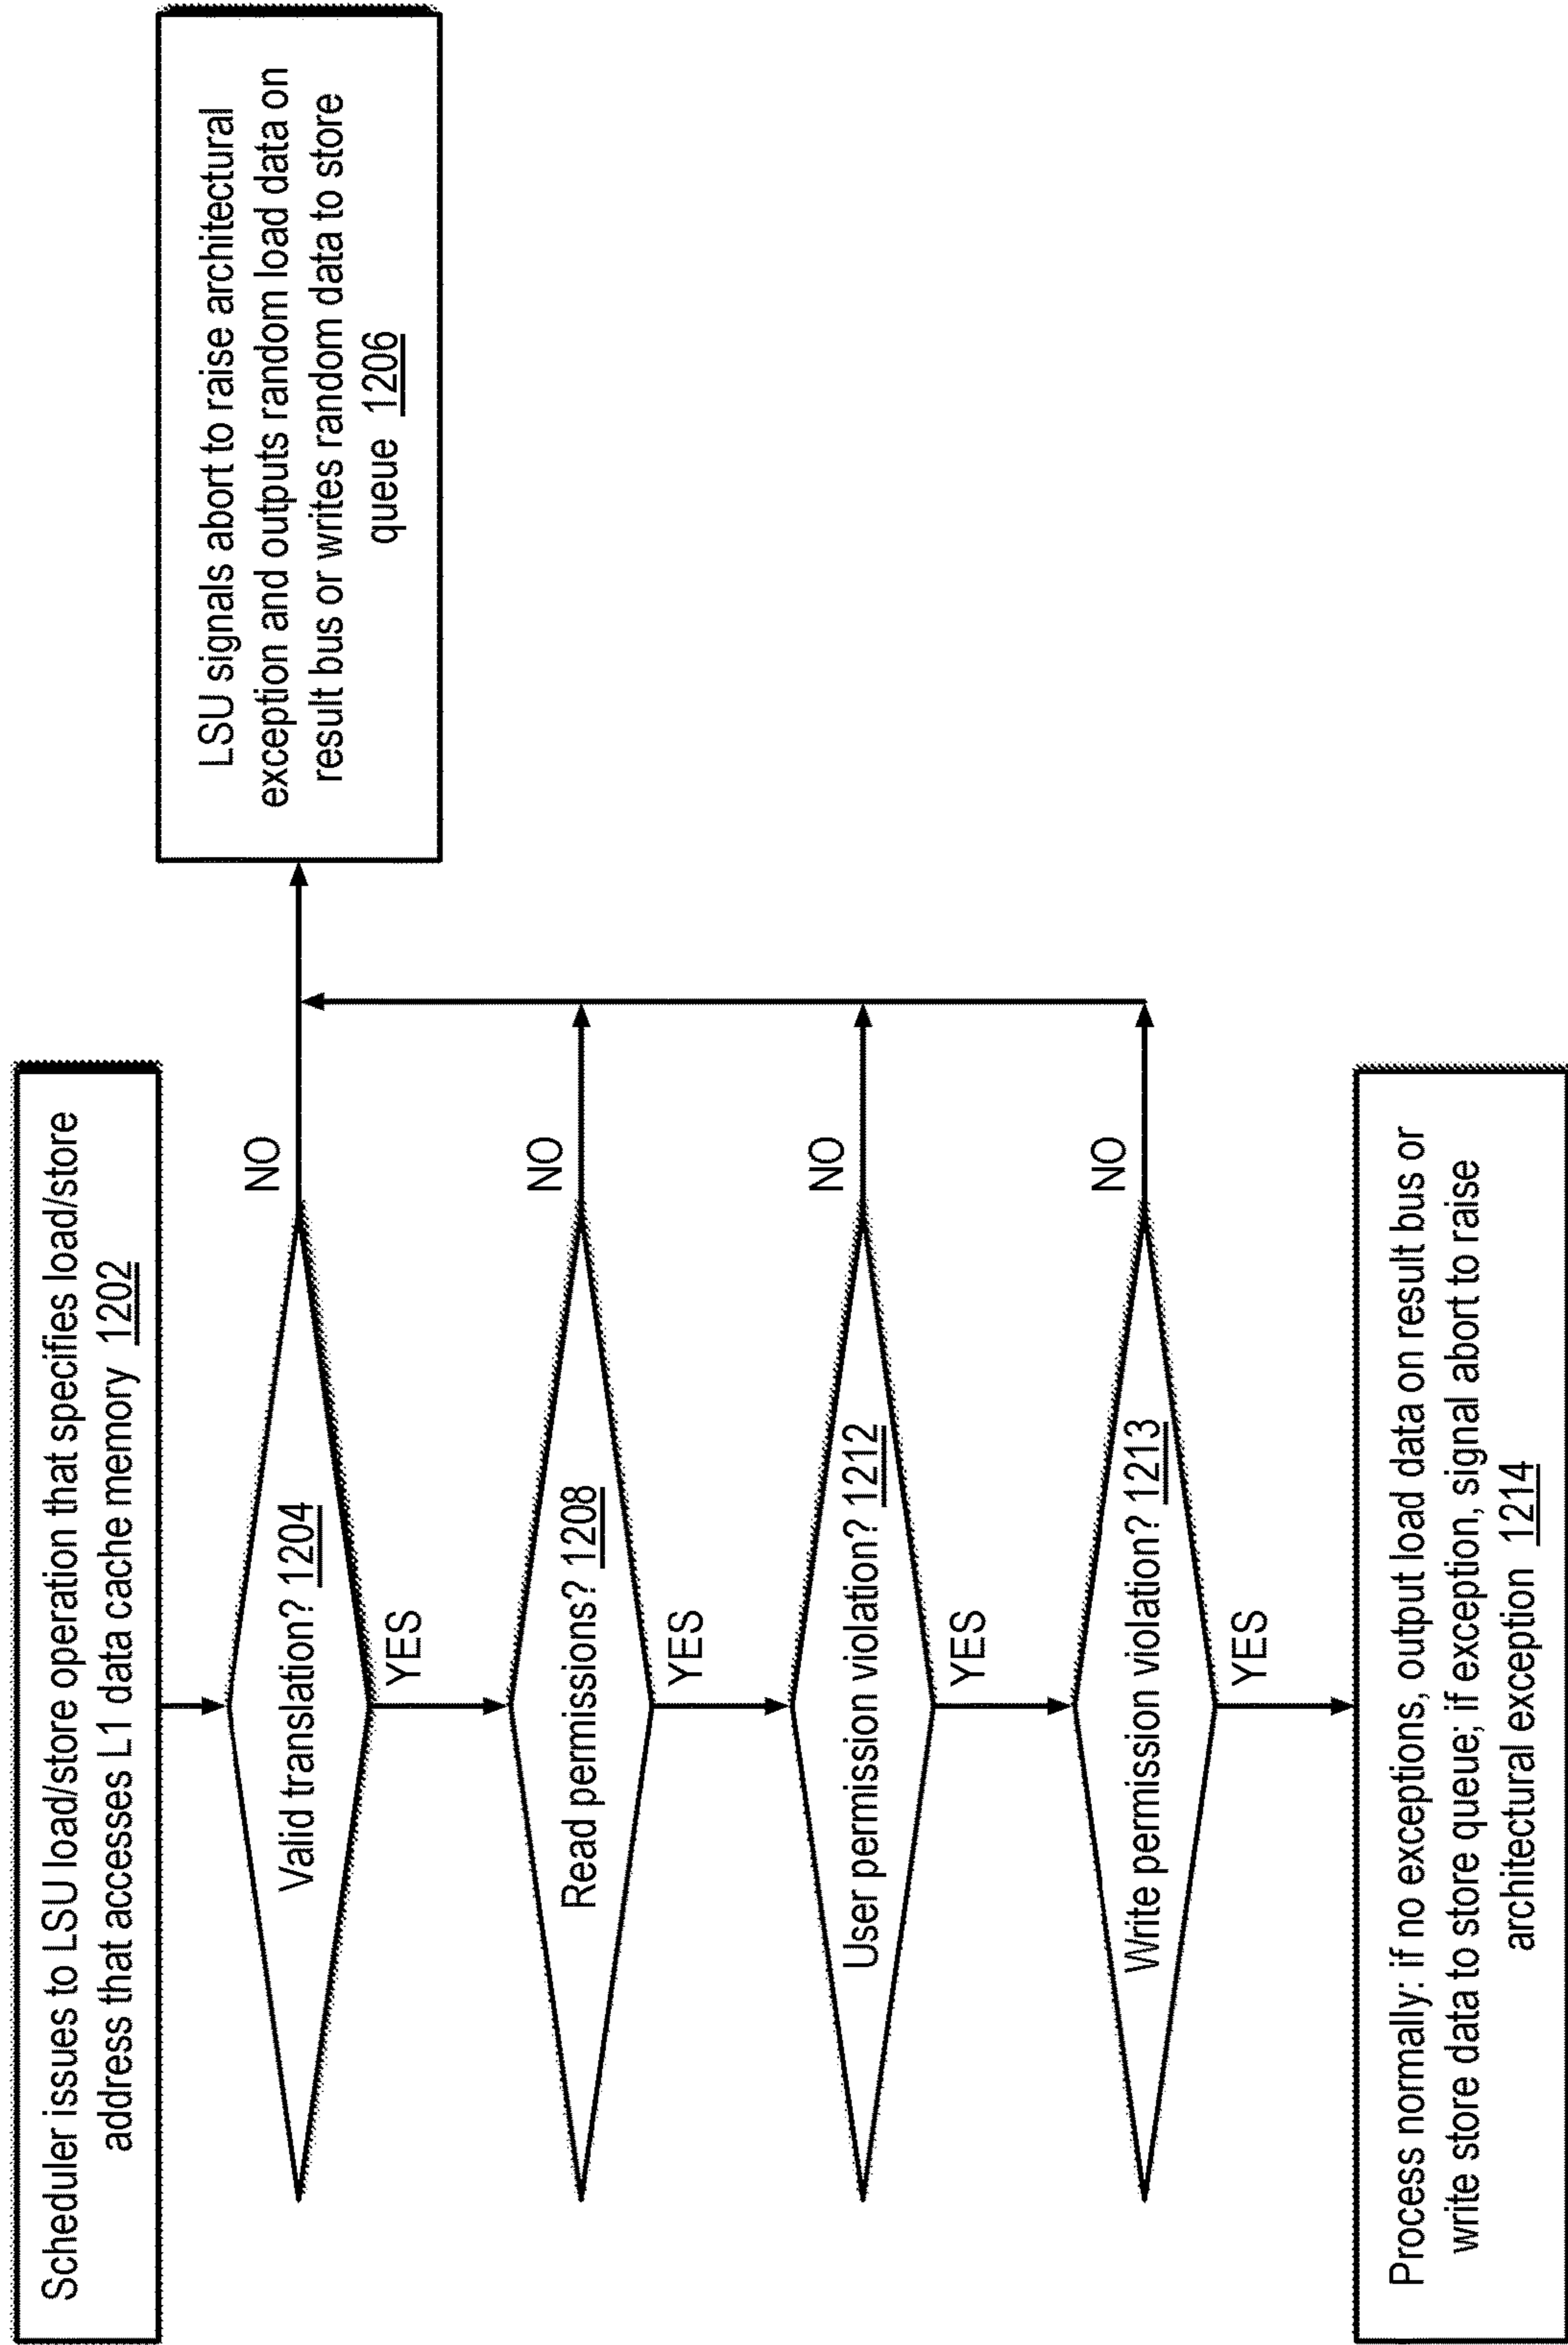 Scheduler issues to LSU load/store operation that specifies load/store
address that accesses L1 data cache memory 1202
Valid translation? 1204
NO
YES
LSU signals abort to raise architectural
exception and outputs random load data on
result bus or writes random data to store
queue 1206
Read permissions? 1208
NO
YES
User permission violation? 1212
NO
YES
Write permission violation? 1213
NO
YES
Process normally: if no exceptions, output load data on result bus or
write store data to store queue; if exception, signal abort to raise
architectural exception 1214